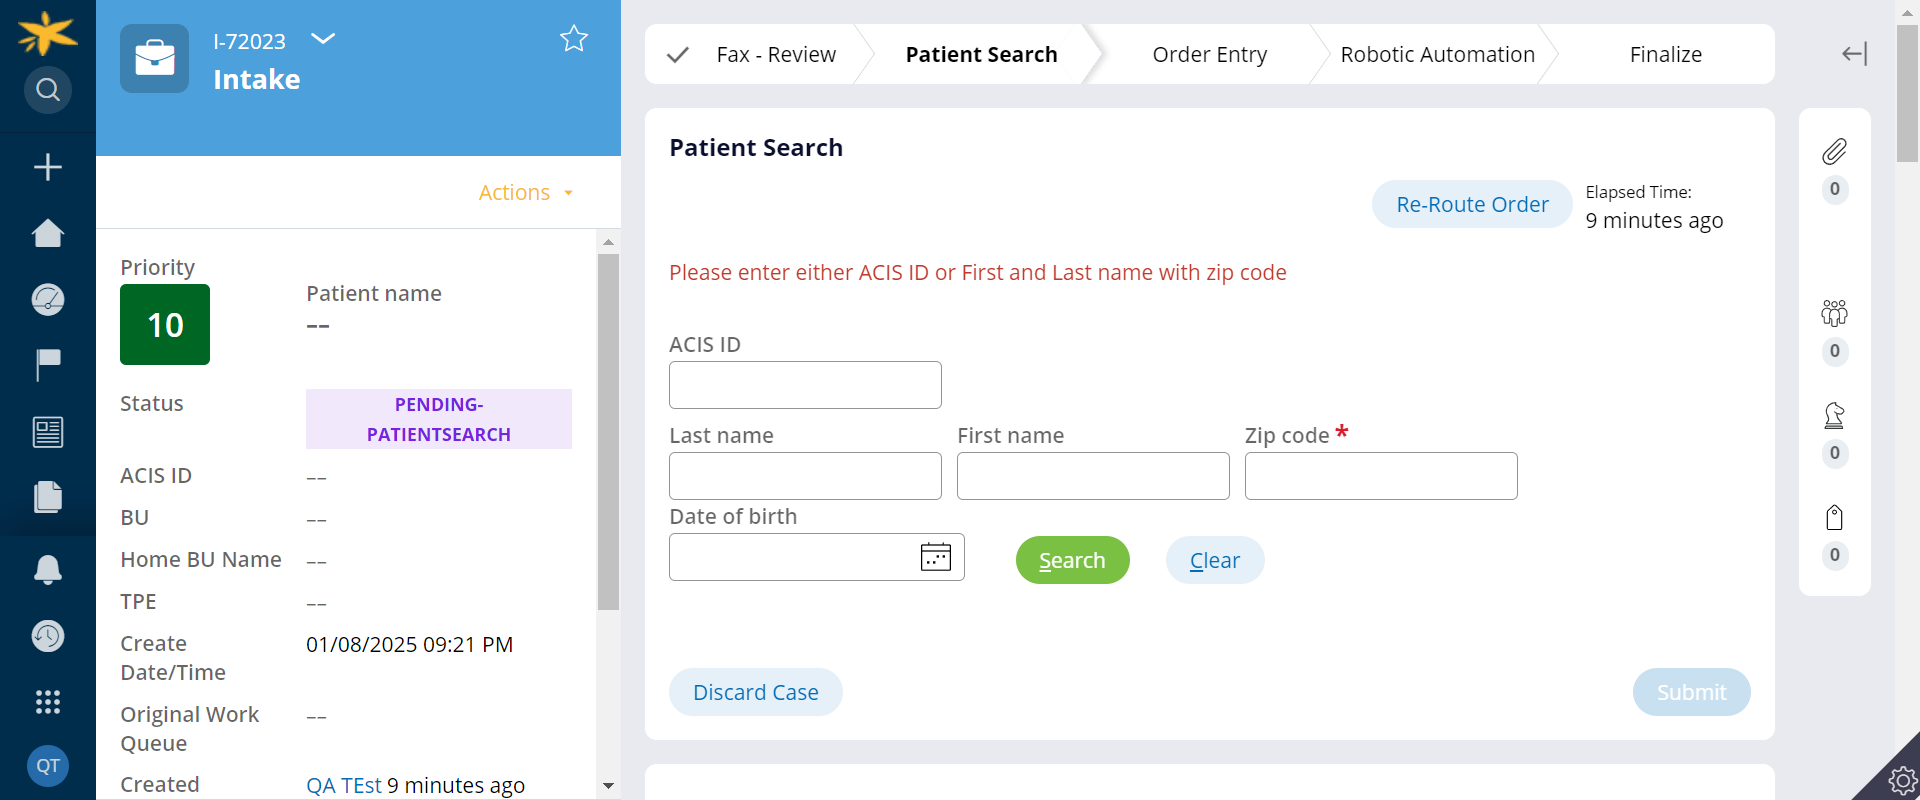 I-72023
Intake
Actions
Priority
10
Patient name
––
Status
PENDING-
PATIENTSEARCH
ACIS ID
––
BU
––
Home BU Name
––
TPE
––
Create
Date/Time
01/08/2025 09:21 PM
Original Work
Queue
––
Created
QA TEst 9 minutes ago
QT
Fax - Review
Patient Search
Order Entry
Robotic Automation
Finalize
Patient Search
Re-Route Order
Elapsed Time:
9 minutes ago
Please enter either ACIS ID or First and Last name with zip code
ACIS ID
Last name
First name
Zip code *
Date of birth
Search
Clear
Discard Case
Submit
0
0
0
0